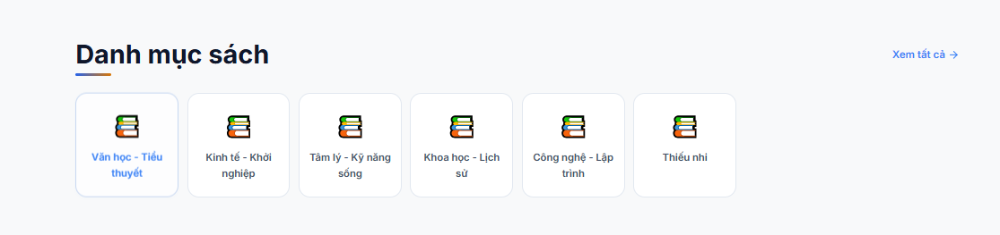 Danh mục sách
Xem tất cả →
Văn học - Tiểu
thuyết
Kinh tế - Khởi
nghiệp
Tâm lý - Kỹ năng
sống
Khoa học - Lịch
sử
Công nghệ - Lập
trình
Thiếu nhi